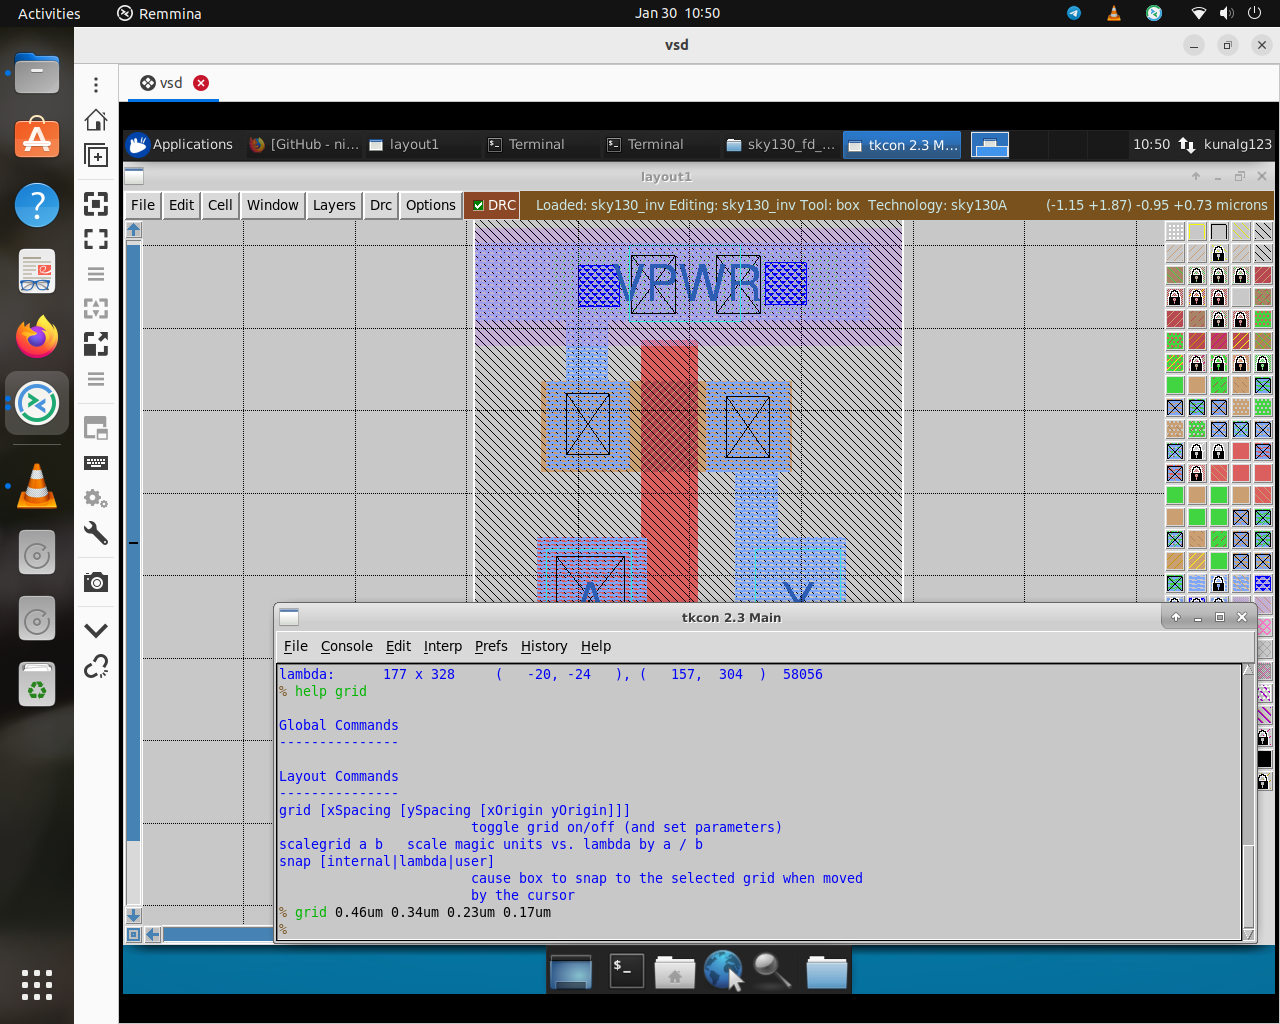 Activities
Remmina
Jan 30 10:50
vsd
vsd
Applications
[GitHub - ni...
layout1
Terminal
Terminal
sky130_fd_...
tkcon 2.3 M...
10:50
kunalg123
layout1
File Edit Cell Window Layers Drc Options DRC
Loaded: sky130_inv Editing: sky130_inv Tool: box Technology: sky130A (-1.15 +1.87) -0.95 +0.73 microns
VPWR
A
Y
tkcon 2.3 Main
File Console Edit Interp Prefs History Help
lambda: 177 x 328 ( -20, -24 ), ( 157, 304 ) 58056
% help grid
Global Commands
---------------
Layout Commands
---------------
grid [xSpacing [ySpacing [xOrigin yOrigin]]]
toggle grid on/off (and set parameters)
scalegrid a b scale magic units vs. lambda by a / b
snap [internal|lambda|user]
cause box to snap to the selected grid when moved
by the cursor
% grid 0.46um 0.34um 0.23um 0.17um
%